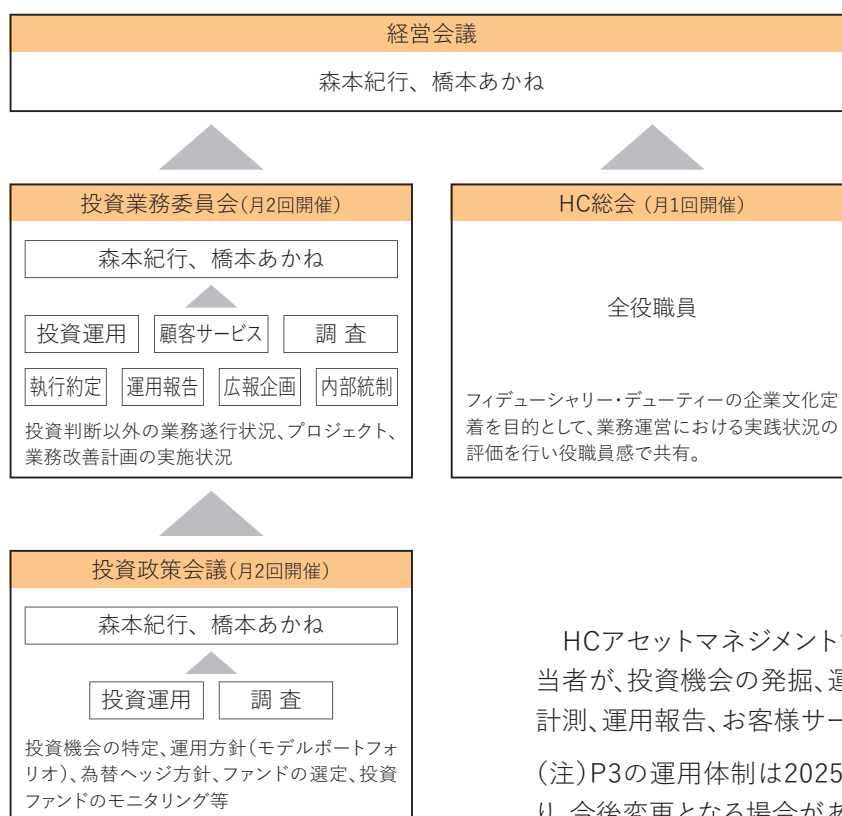 経営会議
森本紀行、橋本あかね
投資業務委員会(月2回開催)
森本紀行、橋本あかね
投資運用
顧客サービス
調 査
執行約定
運用報告
広報企画
内部統制
投資判断以外の業務遂行状況、プロジェクト、
業務改善計画の実施状況
HC総会 (月1回開催)
全役職員
フィデューシャリー・デューティーの企業文化定
着を目的として、業務運営における実践状況の
評価を行い役職員感で共有。
投資政策会議(月2回開催)
森本紀行、橋本あかね
投資運用
調 査
投資機会の特定、運用方針(モデルポートフォ
リオ)、為替ヘッジ方針、ファンドの選定、投資
ファンドのモニタリング等
HCアセットマネジメント
当者が、投資機会の発掘、運
計測、運用報告、お客様サー
(注)P3の運用体制は2025
り、今後変更となる場合があ